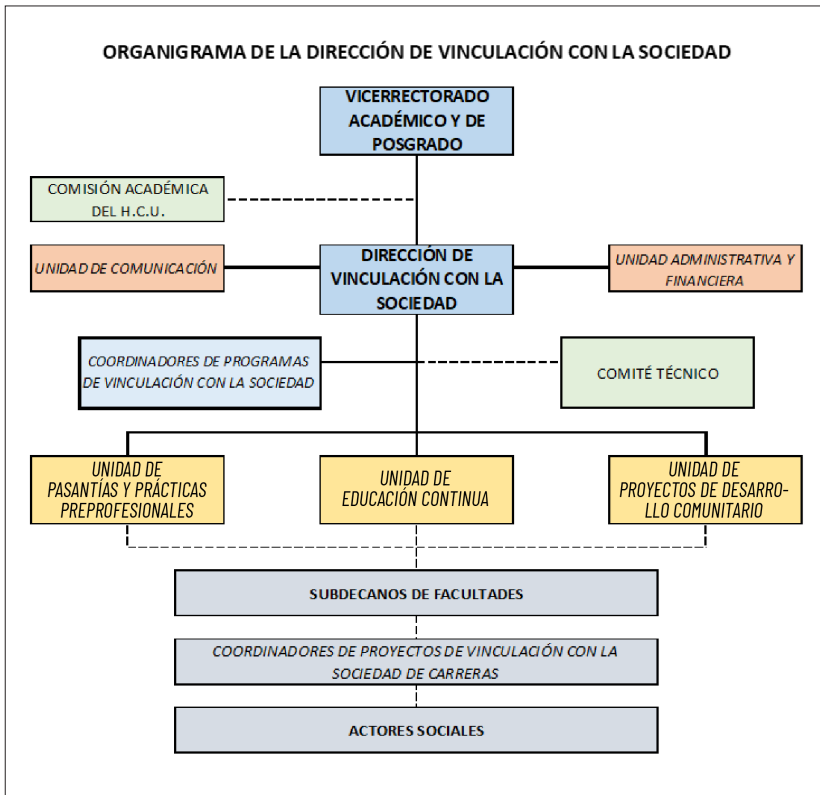 ORGANIGRAMA DE LA DIRECCIÓN DE VINCULACIÓN CON LA SOCIEDAD
VICERRECTORADO
ACADÉMICO Y DE
POSGRADO
COMISIÓN ACADÉMICA
DEL H.C.U.
UNIDAD DE COMUNICACIÓN
DIRECCIÓN DE
VINCULACIÓN CON LA
SOCIEDAD
UNIDAD ADMINISTRATIVA Y
FINANCIERA
COORDINADORES DE PROGRAMAS
DE VINCULACIÓN CON LA SOCIEDAD
COMITÉ TÉCNICO
UNIDAD DE
PASANTÍAS Y PRÁCTICAS
PREPROFESIONALES
UNIDAD DE
EDUCACIÓN CONTINUA
UNIDAD DE
PROYECTOS DE DESARRO-
LLO COMUNITARIO
SUBDECANOS DE FACULTADES
COORDINADORES DE PROYECTOS DE VINCULACIÓN CON LA
SOCIEDAD DE CARRERAS
ACTORES SOCIALES